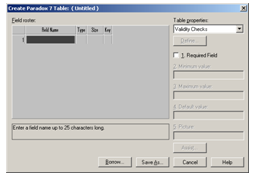 Create Paradox 7 Table: ( Untitled )
Field roster:
Table properties:
Field Name Type Size Key
Validity Checks
1
Define...
1. Required Field
2. Minimum value
3. Maximum value
4. Default value
5. Picture
Enter a field name up to 25 characters long.
Assist...
Borrow...
Save As...
Cancel
Help